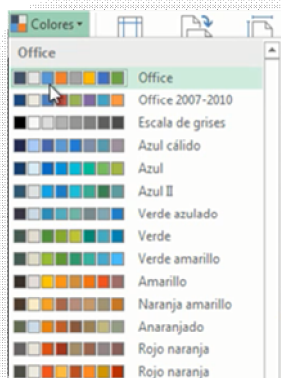 Colores
Office
Office
Office 2007-2010
Escala de grises
Azul cálido
Azul
Azul II
Verde azulado
Verde
Verde amarillo
Amarillo
Naranja amarillo
Anaranjado
Rojo naranja
Rojo naranja